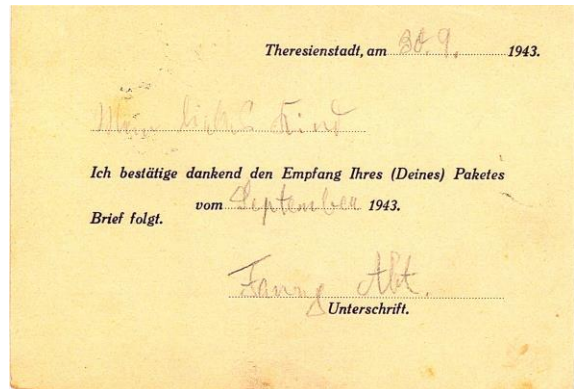 Theresienstadt, am 30.9. 1943.
Mein liebes Kind
Ich bestätige dankend den Empfang Ihres (Deines) Paketes
vom September 1943.
Brief folgt.
Fanny Abt.
Unterschrift.